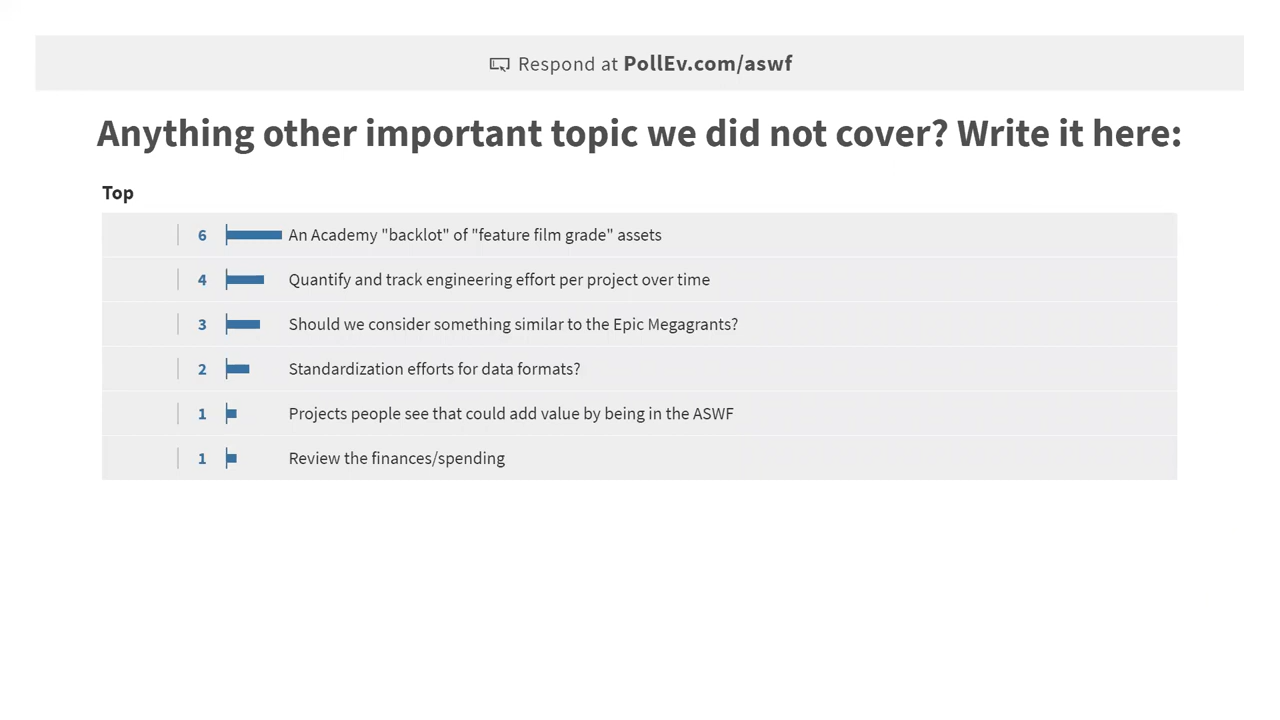 Respond at PollEv.com/aswf
Anything other important topic we did not cover? Write it here:
Top
6 An Academy "backlot" of "feature film grade" assets
4 Quantify and track engineering effort per project over time
3 Should we consider something similar to the Epic Megagrants?
2 Standardization efforts for data formats?
1 Projects people see that could add value by being in the ASWF
1 Review the finances/spending